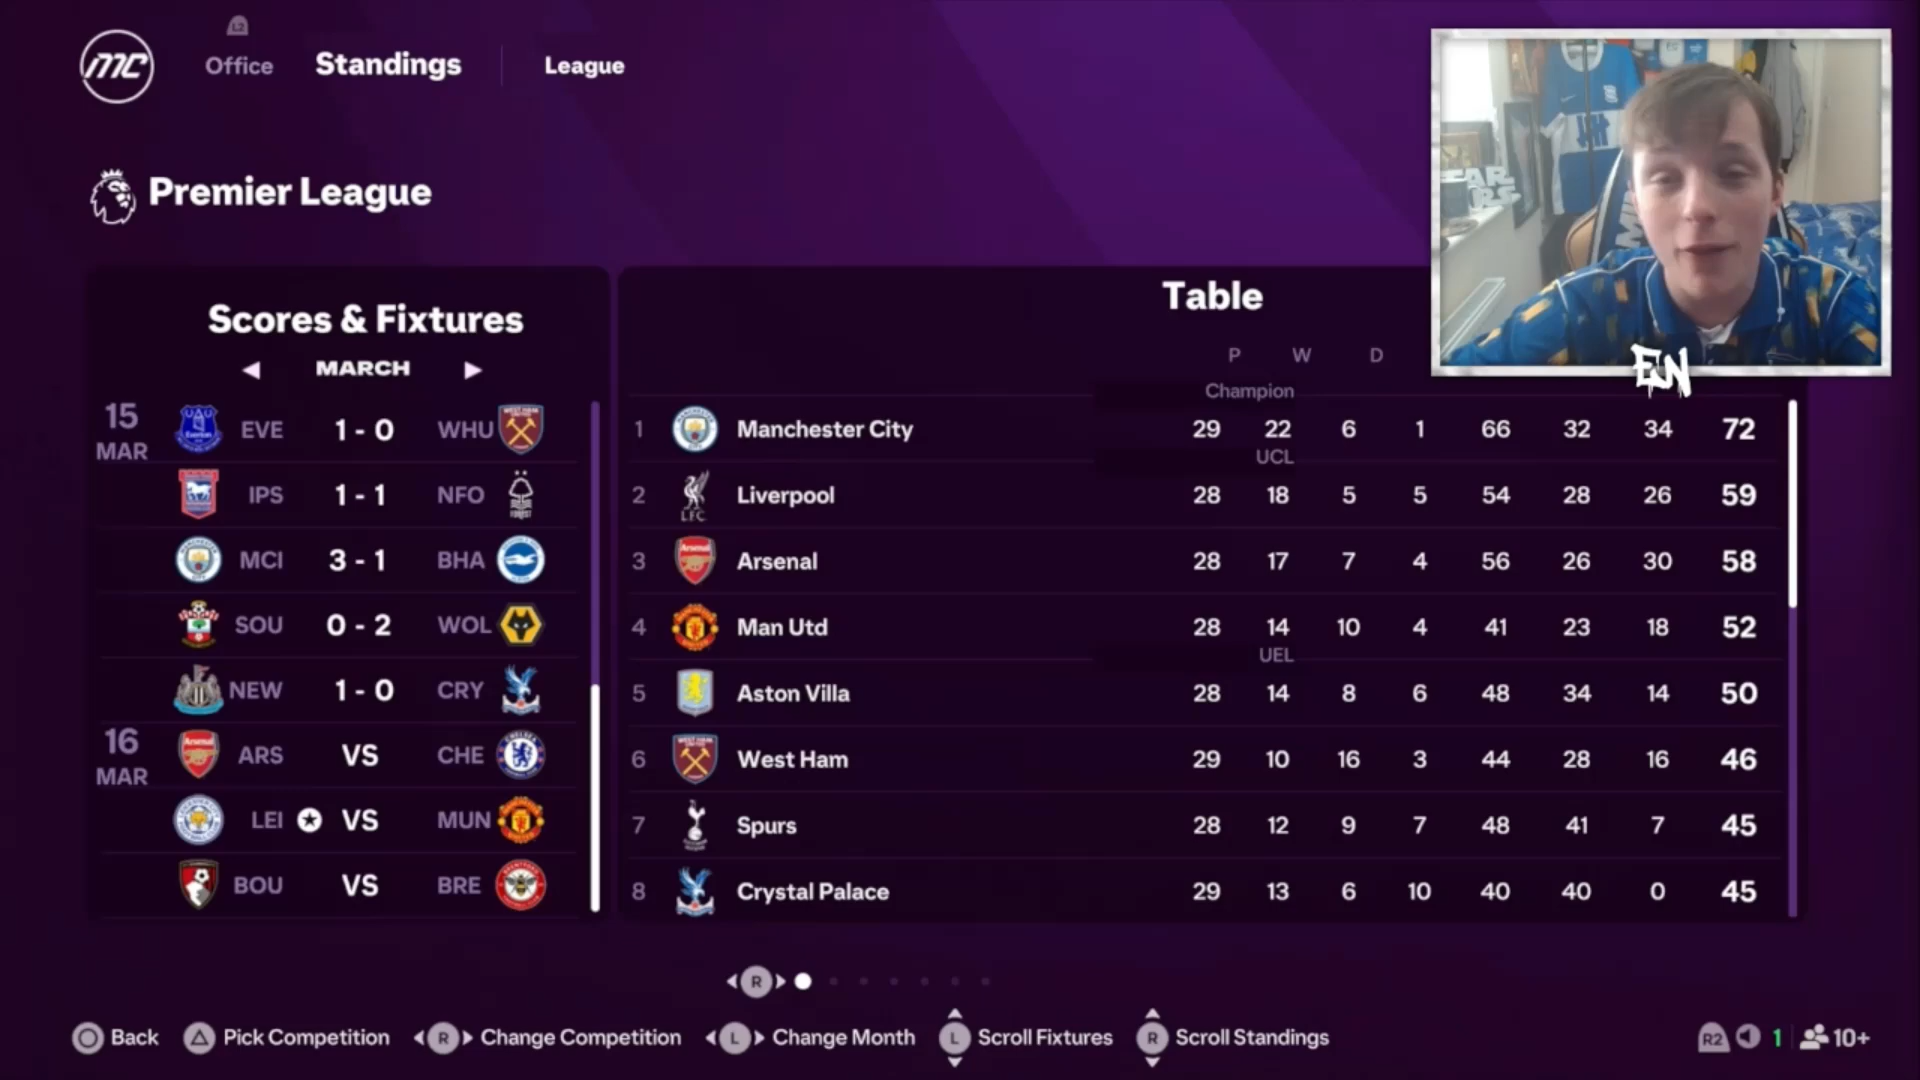 L2
MC Office Standings League
Premier League
Scores & Fixtures
MARCH
15 MAR
EVE 1 - 0 WHU
IPS 1 - 1 NFO
MCI 3 - 1 BHA
SOU 0 - 2 WOL
NEW 1 - 0 CRY
16 MAR
ARS VS CHE
LEI VS MUN
BOU VS BRE
Table
P W D
Champion
1 Manchester City 29 22 6 1 66 32 34 72
UCL
2 Liverpool 28 18 5 5 54 28 26 59
3 Arsenal 28 17 7 4 56 26 30 58
4 Man Utd 28 14 10 4 41 23 18 52
UEL
5 Aston Villa 28 14 8 6 48 34 14 50
6 West Ham 29 10 16 3 44 28 16 46
7 Spurs 28 12 9 7 48 41 7 45
8 Crystal Palace 29 13 6 10 40 40 0 45
EN
R
Back Pick Competition R Change Competition L Change Month L Scroll Fixtures R Scroll Standings
R2 1 10+